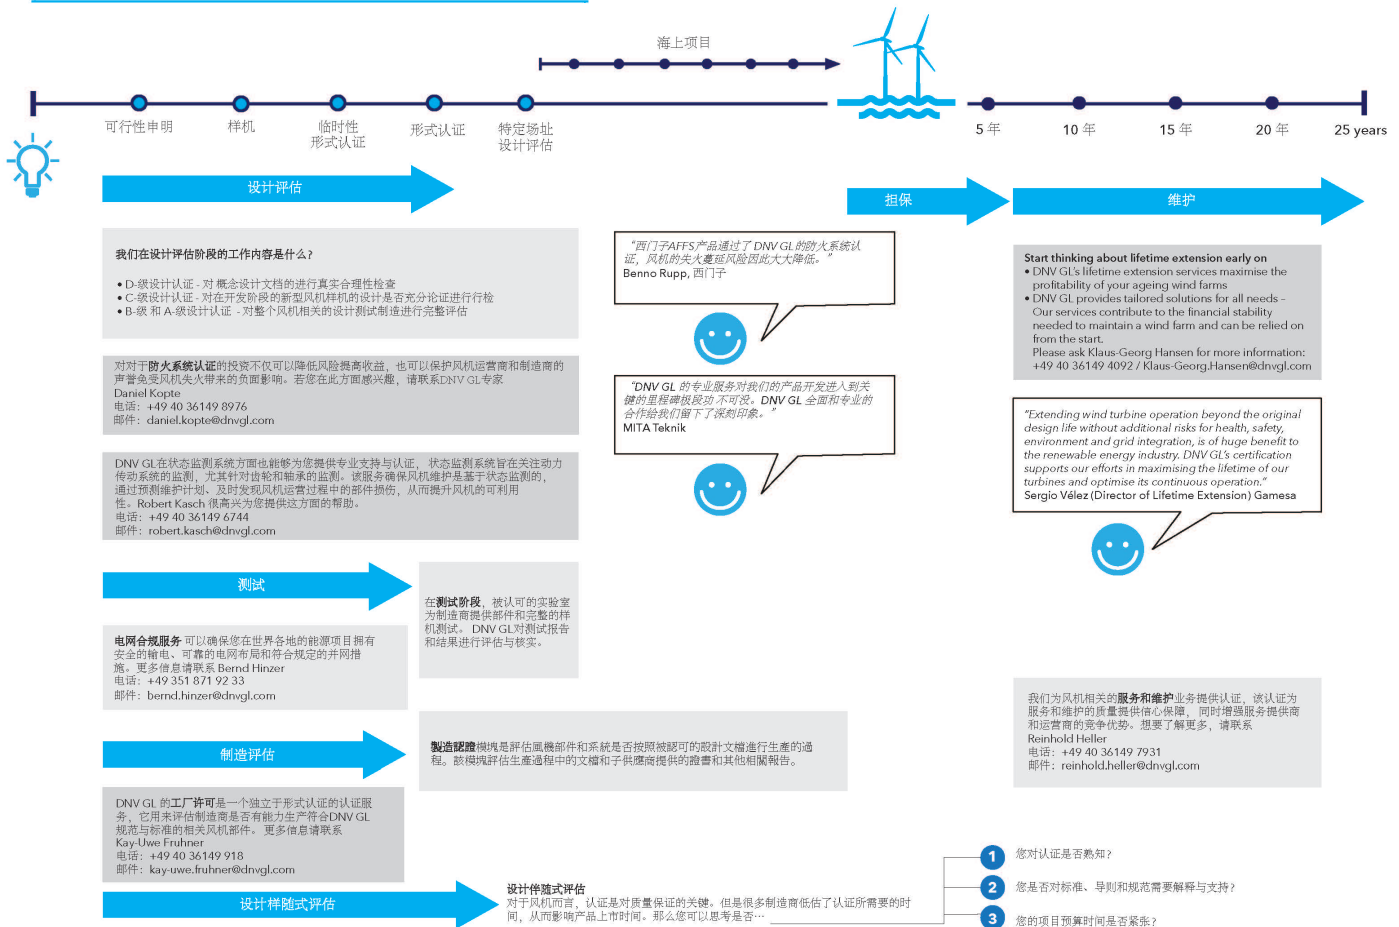 海上项目
可行性申明
样机
临时性
形式认证
形式认证
特定场址
设计评估
5 年
10 年
15 年
20 年
25 years
设计评估
担保
维护
我们在设计评估阶段的工作内容是什么?
• D-级设计认证 - 对 概念设计文档的进行真实合理性检查
• C-级设计认证 - 对在开发阶段的新型风机样机的设计是否充分论证进行行检
• B-级 和 A-级设计认证 - 对整个风机相关的设计测试制造进行完整评估
对对于防火系统认证的投资不仅可以降低风险提高收益，也可以保护风机运营商和制造商的
声誉免受风机失火带来的负面影响。若您在此方面感兴趣，请联系DNV GL专家
Daniel Kopte
电话：+49 40 36149 8976
邮件：daniel.kopte@dnvgl.com
DNV GL在状态监测系统方面也能够为您提供专业支持与认证，状态监测系统旨在关注动力
传动系统的监测，尤其针对齿轮和轴承的监测。该服务确保风机维护是基于状态监测的，
通过预测维护计划、及时发现风机运营过程中的部件损伤，从而提升风机的可利用
性。Robert Kasch 很高兴为您提供这方面的帮助。
电话：+49 40 36149 6744
邮件：robert.kasch@dnvgl.com
“西门子AFFS产品通过了 DNV GL的防火系统认
证，风机的失火蔓延风险因此大大降低。”
Benno Rupp, 西门子
“DNV GL 的专业服务对我们的产品开发进入到关
键的里程碑极段功 不可没。DNV GL 全面和专业的
合作给我们留下了深刻印象。”
MITA Teknik
Start thinking about lifetime extension early on
• DNV GL's lifetime extension services maximise the
profitability of your ageing wind farms
• DNV GL provides tailored solutions for all needs –
Our services contribute to the financial stability
needed to maintain a wind farm and can be relied on
from the start.
Please ask Klaus-Georg Hansen for more information:
+49 40 36149 4092 / Klaus-Georg.Hansen@dnvgl.com
“Extending wind turbine operation beyond the original
design life without additional risks for health, safety,
environment and grid integration, is of huge benefit to
the renewable energy industry. DNV GL's certification
supports our efforts in maximising the lifetime of our
turbines and optimise its continuous operation.”
Sergio Vélez (Director of Lifetime Extension) Gamesa
测试
在测试阶段，被认可的实验室
为制造商提供部件和完整的样
机测试。 DNV GL对测试报告
和结果进行评估与核实。
电网合规服务 可以确保您在世界各地的能源项目拥有
安全的输电、可靠的电网布局和符合规定的并网措
施。更多信息请联系 Bernd Hinzer
电话：+49 351 871 92 33
邮件：bernd.hinzer@dnvgl.com
我们为风机相关的服务和维护业务提供认证，该认证为
服务和维护的质量提供信心保障，同时增强服务提供商
和运营商的竞争优势。想要了解更多，请联系
Reinhold Heller
电话：+49 40 36149 7931
邮件：reinhold.heller@dnvgl.com
制造评估
製造認證模塊是評估風機部件和系統是否按照被認可的設計文檔進行生產的過
程。該模塊評估生產過程中的文檔和子供應商提供的證書和其他相關報告。
DNV GL 的工厂许可是一个独立于形式认证的认证服
务，它用来评估制造商是否有能力生产符合DNV GL
规范与标准的相关风机部件。 更多信息请联系
Kay-Uwe Fruhner
电话：+49 40 36149 918
邮件：kay-uwe.fruhner@dnvgl.com
设计样随式评估
设计伴随式评估
对于风机而言，认证是对质量保证的关键。但是很多制造商低估了认证所需要的时
间，从而影响产品上市时间。那么您可以思考是否…
1 您对认证是否熟知?
2 您是否对标准、导则和规范需要解释与支持?
3 您的项目预算时间是否紧张?